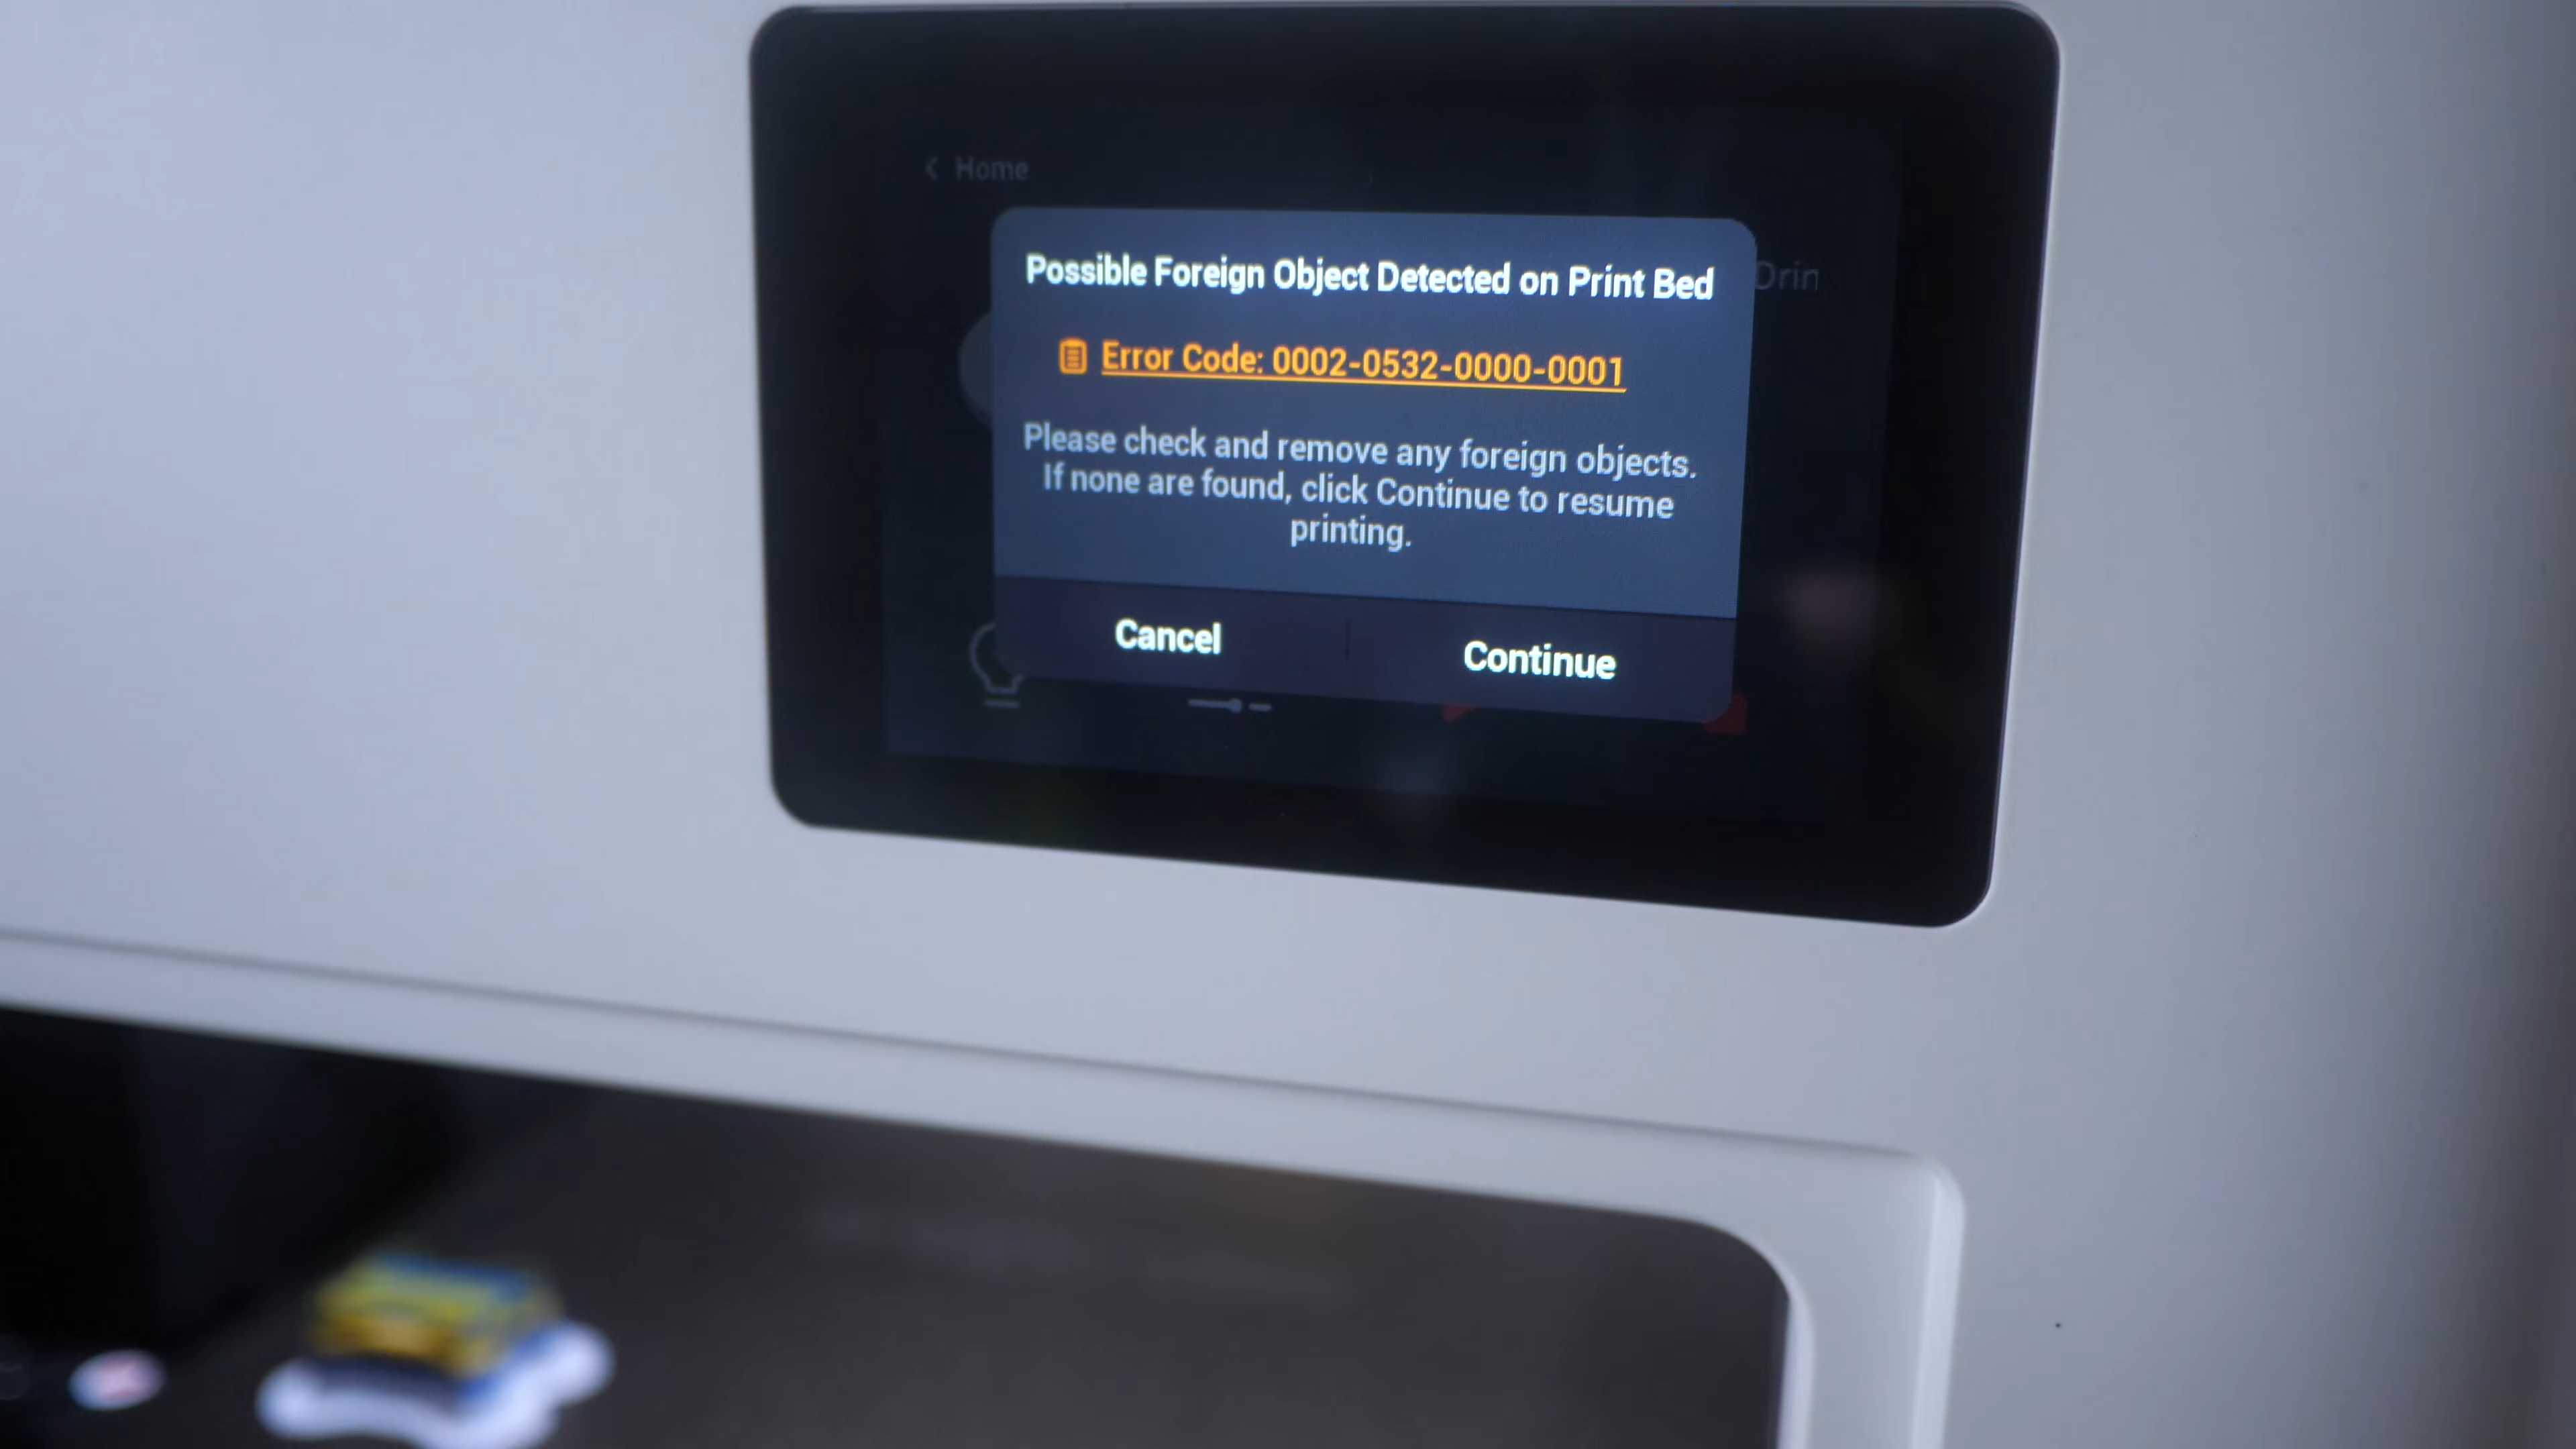 Home
Possible Foreign Object Detected on Print Bed
Error Code: 0002-0532-0000-0001
Please check and remove any foreign objects.
If none are found, click Continue to resume
printing.
Cancel
Continue